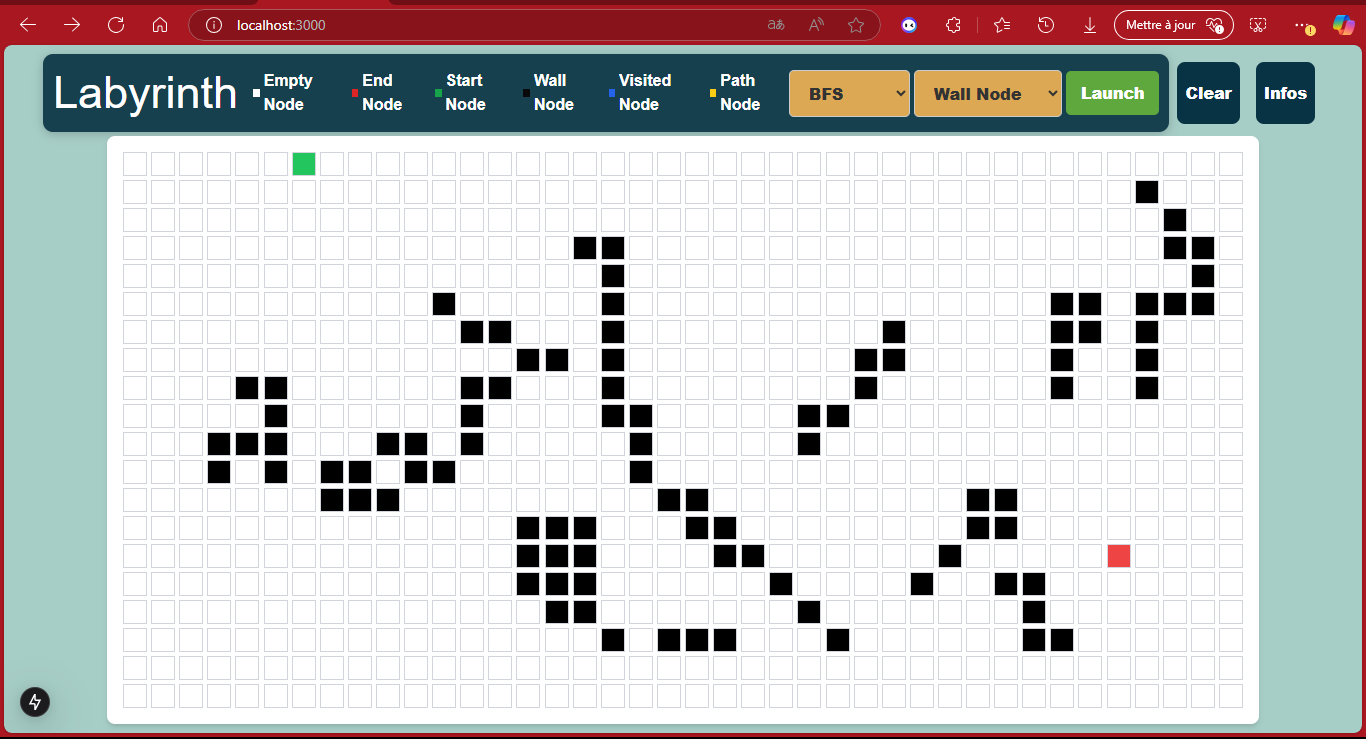 localhost:3000
Mettre à jour
Labyrinth
Empty
Node
End
Node
Start
Node
Wall
Node
Visited
Node
Path
Node
BFS
Wall Node
Launch
Clear
Infos